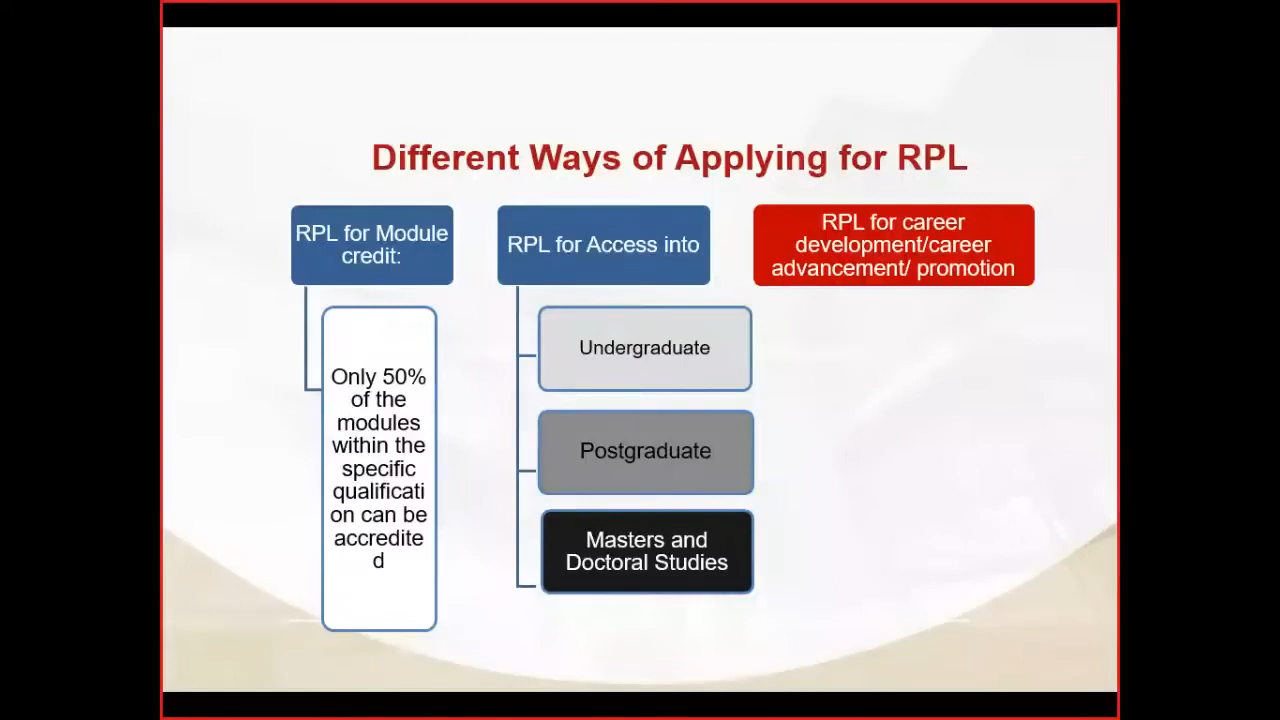 Different Ways of Applying for RPL
RPL for Module
credit:
Only 50%
of the
modules
within the
specific
qualificati
on can be
accredite
d
RPL for Access into
Undergraduate
Postgraduate
Masters and
Doctoral Studies
RPL for career
development/career
advancement/ promotion